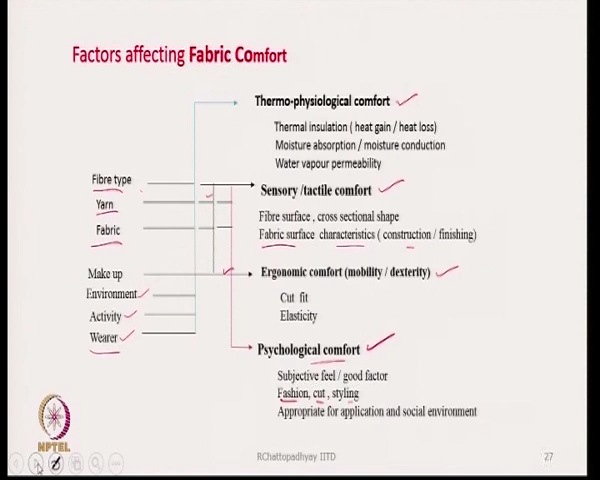 Factors affecting Fabric Comfort
Thermo-physiological comfort
Thermal insulation ( heat gain / heat loss)
Moisture absorption / moisture conduction
Water vapour permeability
Fibre type
Yarn
Fabric
Make up
Environment
Activity
Wearer
Sensory /tactile comfort
Fibre surface , cross sectional shape
Fabric surface characteristics ( construction / finishing)
Ergonomic comfort (mobility / dexterity)
Cut fit
Elasticity
Psychological comfort
Subjective feel / good factor
Fashion, cut , styling
Appropriate for application and social environment
NPTEL
RChattopadhyay IITD
27